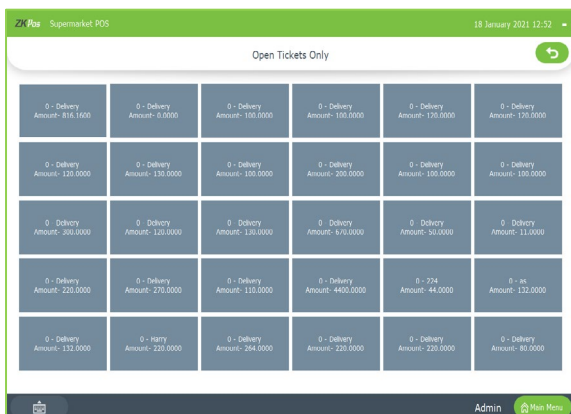 ZKPos Supermarket POS 18 January 2021 12:52
Open Tickets Only
0 - Delivery 0 - Delivery 0 - Delivery 0 - Delivery 0 - Delivery 0 - Delivery
Amount- 816.1600 Amount- 0.0000 Amount- 100.0000 Amount- 100.0000 Amount- 120.0000 Amount- 120.0000
0 - Delivery 0 - Delivery 0 - Delivery 0 - Delivery 0 - Delivery 0 - Delivery
Amount- 120.0000 Amount- 130.0000 Amount- 100.0000 Amount- 200.0000 Amount- 100.0000 Amount- 100.0000
0 - Delivery 0 - Delivery 0 - Delivery 0 - Delivery 0 - Delivery 0 - Delivery
Amount- 300.0000 Amount- 120.0000 Amount- 130.0000 Amount- 670.0000 Amount- 50.0000 Amount- 11.0000
0 - Delivery 0 - Delivery 0 - Delivery 0 - Delivery 0 - 274 0 - as
Amount- 220.0000 Amount- 270.0000 Amount- 110.0000 Amount- 4400.0000 Amount- 44.0000 Amount- 132.0000
0 - Delivery 0 - Harry 0 - Delivery 0 - Delivery 0 - Delivery 0 - Delivery
Amount- 132.0000 Amount- 220.0000 Amount- 264.0000 Amount- 220.0000 Amount- 220.0000 Amount- 80.0000
Admin Main Menu